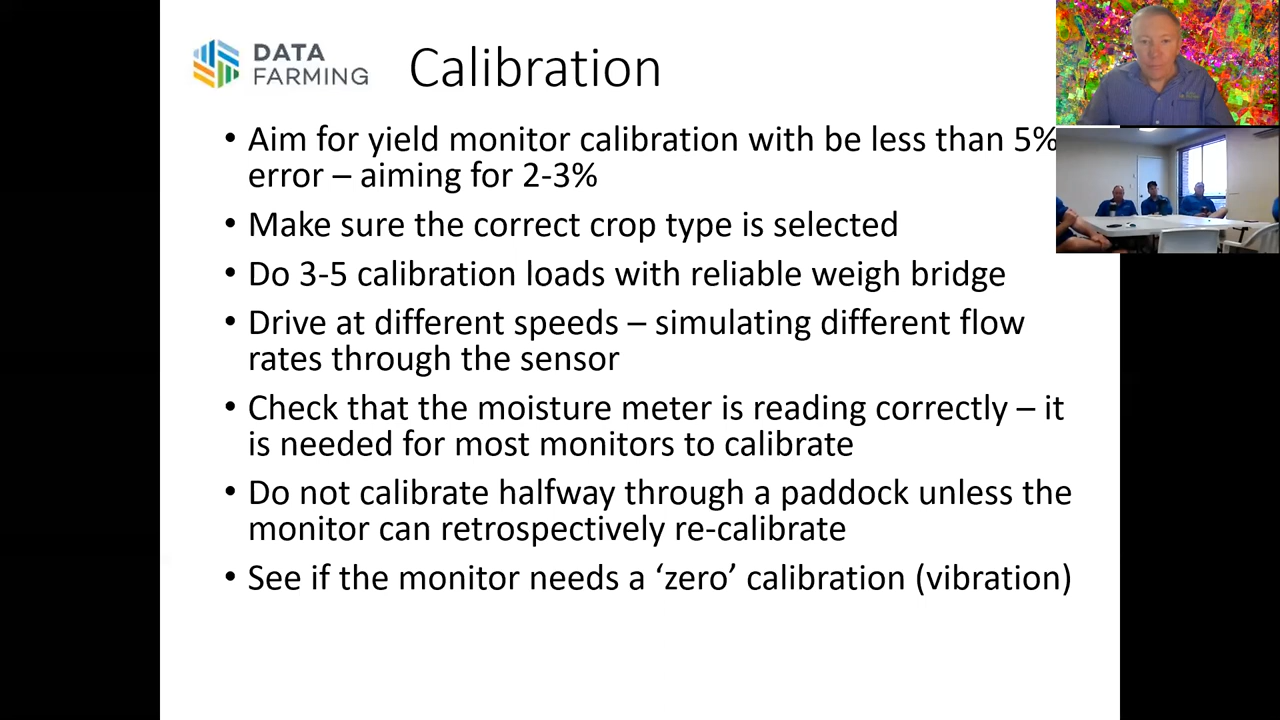 DATA
FARMING
Calibration
• Aim for yield monitor calibration with be less than 5%
error – aiming for 2-3%
• Make sure the correct crop type is selected
• Do 3-5 calibration loads with reliable weigh bridge
• Drive at different speeds – simulating different flow
rates through the sensor
• Check that the moisture meter is reading correctly – it
is needed for most monitors to calibrate
• Do not calibrate halfway through a paddock unless the
monitor can retrospectively re-calibrate
• See if the monitor needs a ‘zero’ calibration (vibration)